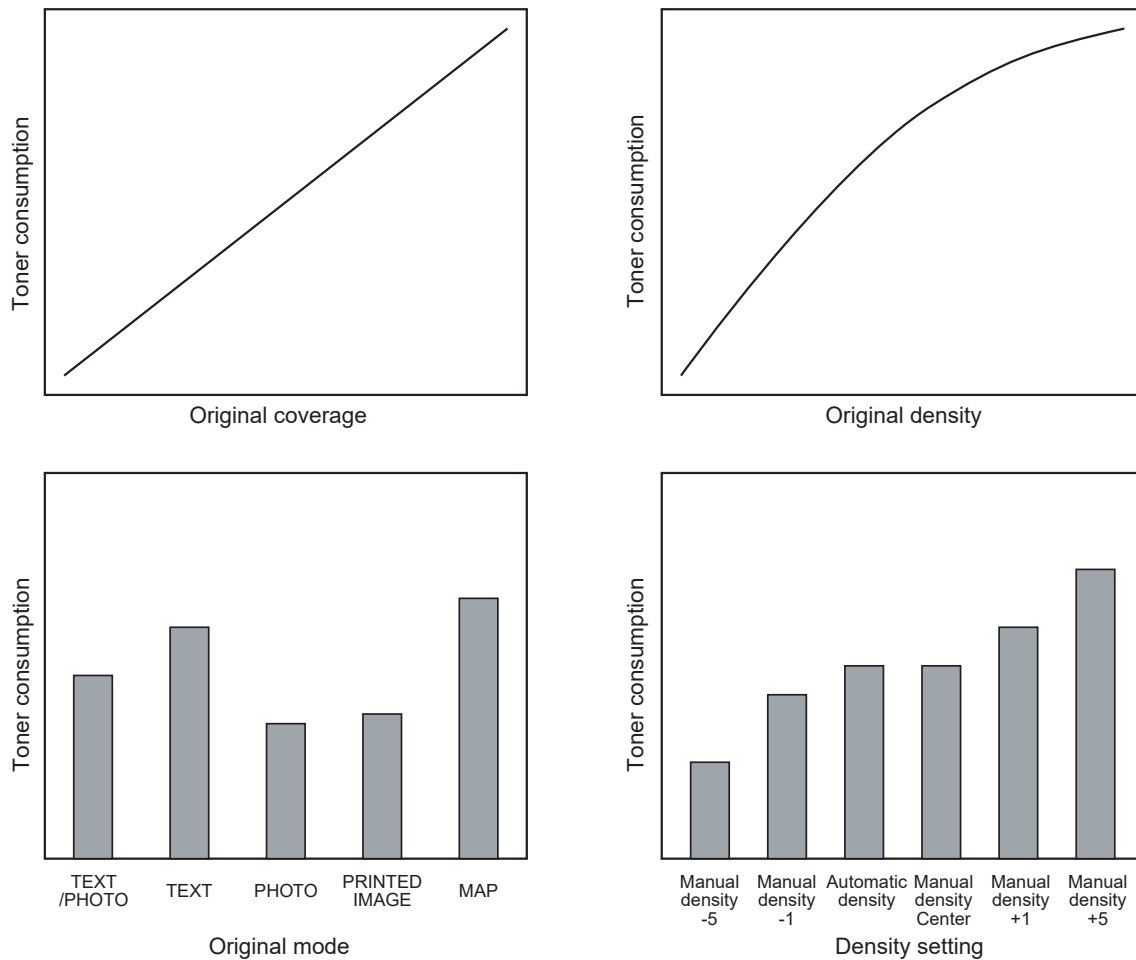 Toner consumption
Original coverage
Toner consumption
Original density
Toner consumption
TEXT
/PHOTO
TEXT
PHOTO
PRINTED
IMAGE
MAP
Original mode
Toner consumption
Manual
density
-5
Manual
density
-1
Automatic
density
Manual
density
Center
Manual
density
+1
Manual
density
+5
Density setting